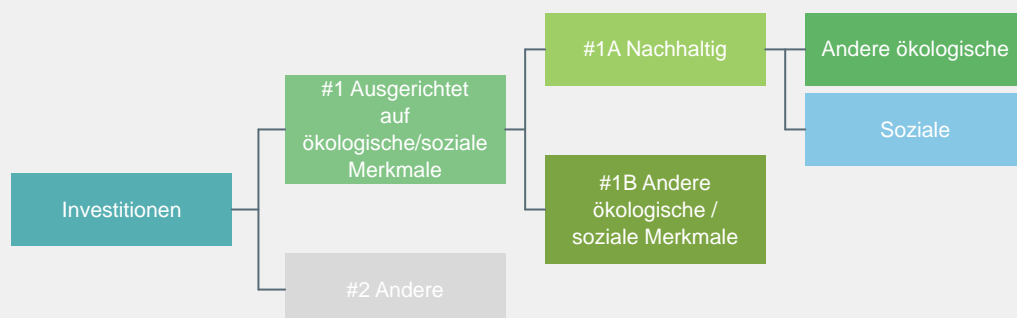 Investitionen
#1 Ausgerichtet
auf
ökologische/soziale
Merkmale
#2 Andere
#1A Nachhaltig
#1B Andere
ökologische /
soziale Merkmale
Andere ökologische
Soziale